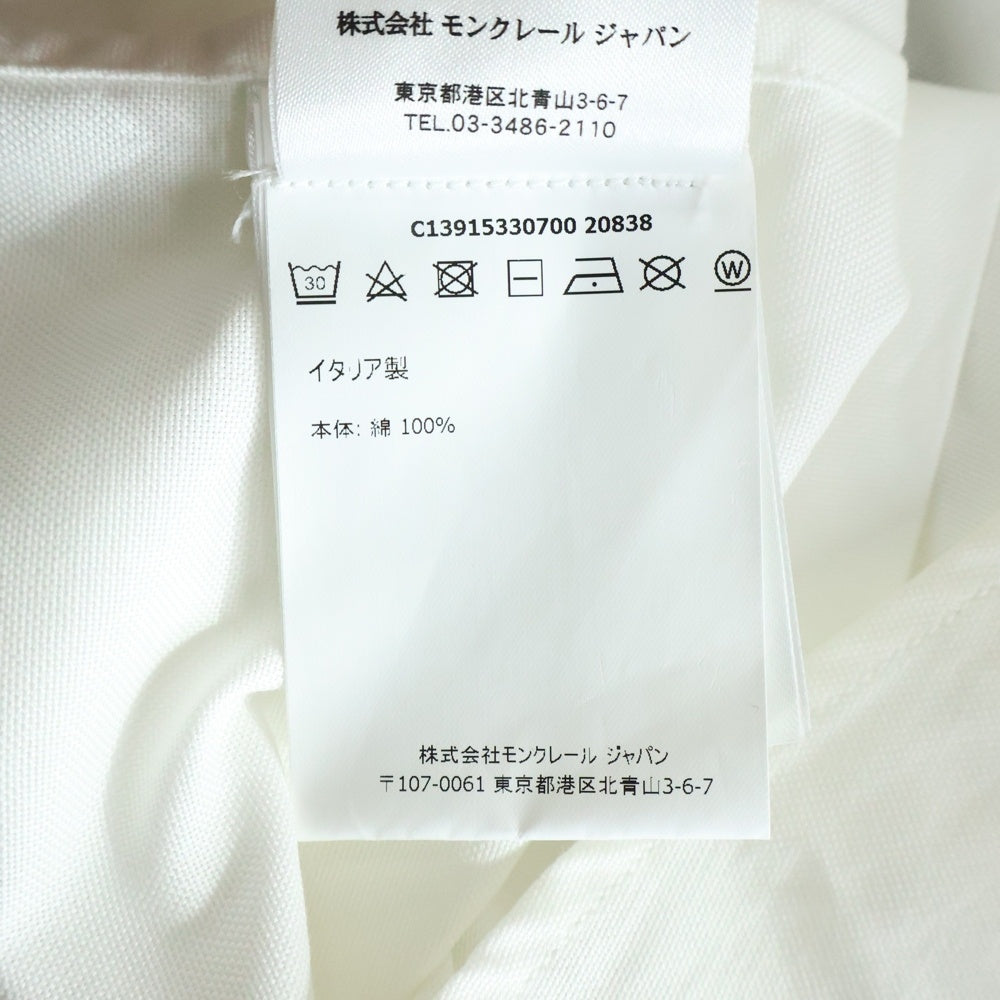 株式会社 モンクレール ジャパン
東京都港区北青山3-6-7
TEL.03-3486-2110
C13915330700 20838
30
W
イタリア製
本体: 綿 100%
株式会社モンクレール ジャパン
〒107-0061 東京都港区北青山3-6-7